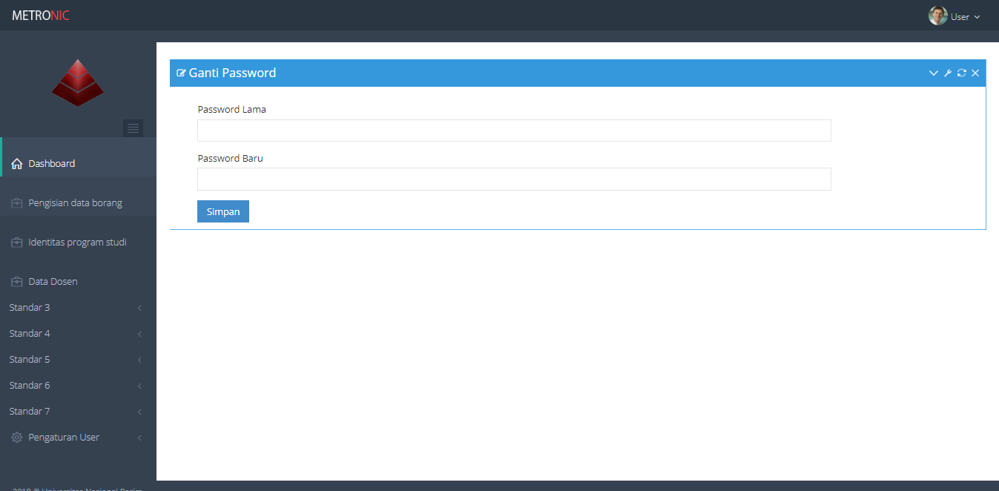 METRONIC
User
Ganti Password
Password Lama
Password Baru
Simpan
Dashboard
Pengisian data borang
Identitas program studi
Data Dosen
Standar 3
Standar 4
Standar 5
Standar 6
Standar 7
Pengaturan User
2018 © Universitas Nasional Pasim